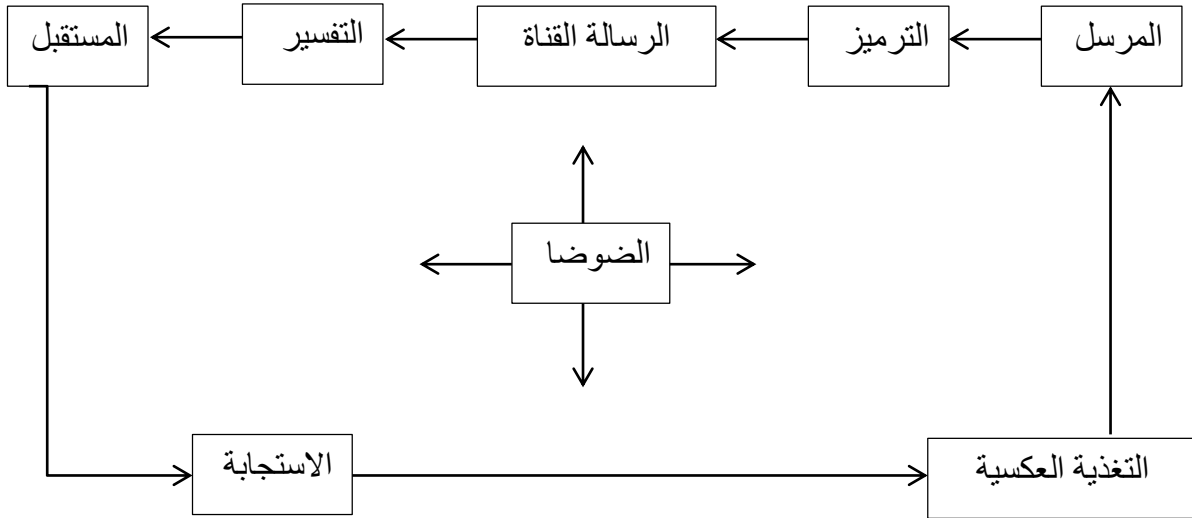 المرسل
الترميز
الرسالة القناة
التفسير
المستقبل
الضوضا
الاستجابة
التغذية العكسية